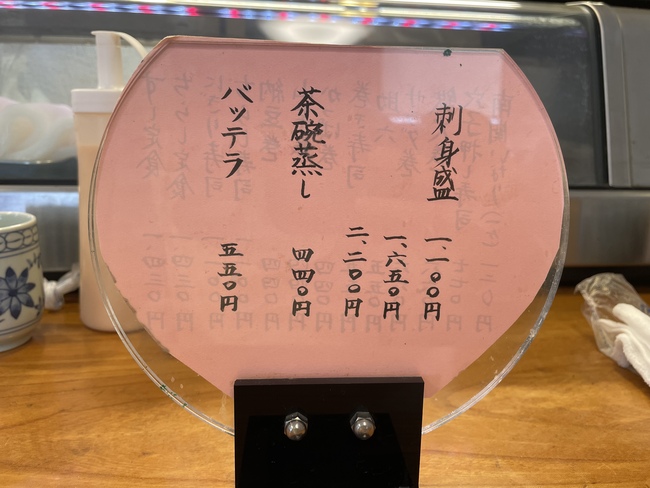 刺身盛 一、一〇〇円
一、六五〇円
二、二〇〇円
茶碗蒸し 四四〇円
バッテラ 五五〇円